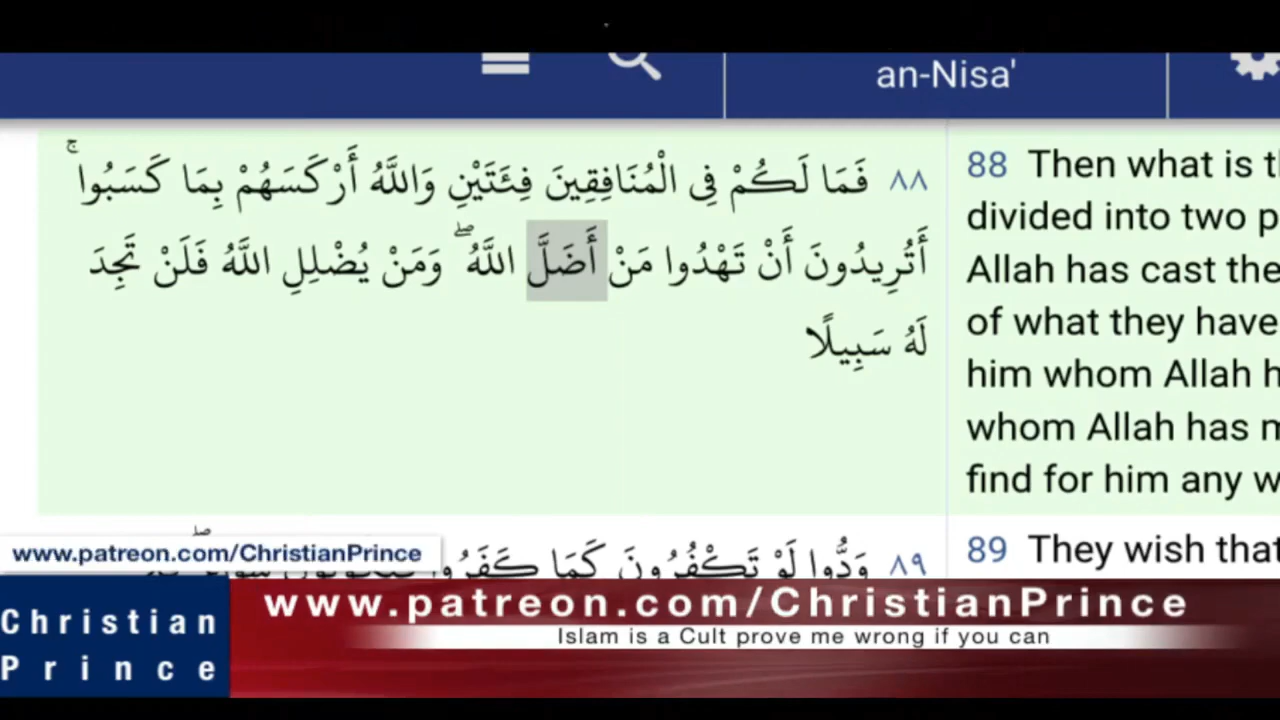 an-Nisa'
٨٨ فَمَا لَكُمْ فِي الْمُنَافِقِينَ فِئَتَيْنِ وَاللَّهُ أَرْكَسَهُمْ بِمَا كَسَبُوا ۚ
أَتُرِيدُونَ أَنْ تَهْدُوا مَنْ أَضَلَّ اللَّهُ ۖ وَمَنْ يُضْلِلِ اللَّهُ فَلَنْ تَجِدَ
لَهُ سَبِيلًا
88 Then what is th
divided into two p
Allah has cast the
of what they have
him whom Allah h
whom Allah has m
find for him any w
٨٩ وَدُّوا لَوْ تَكْفُرُونَ كَمَا كَفَرُوا
89 They wish that
www.patreon.com/ChristianPrince
www.patreon.com/ChristianPrince
Islam is a Cult prove me wrong if you can
Christian
Prince